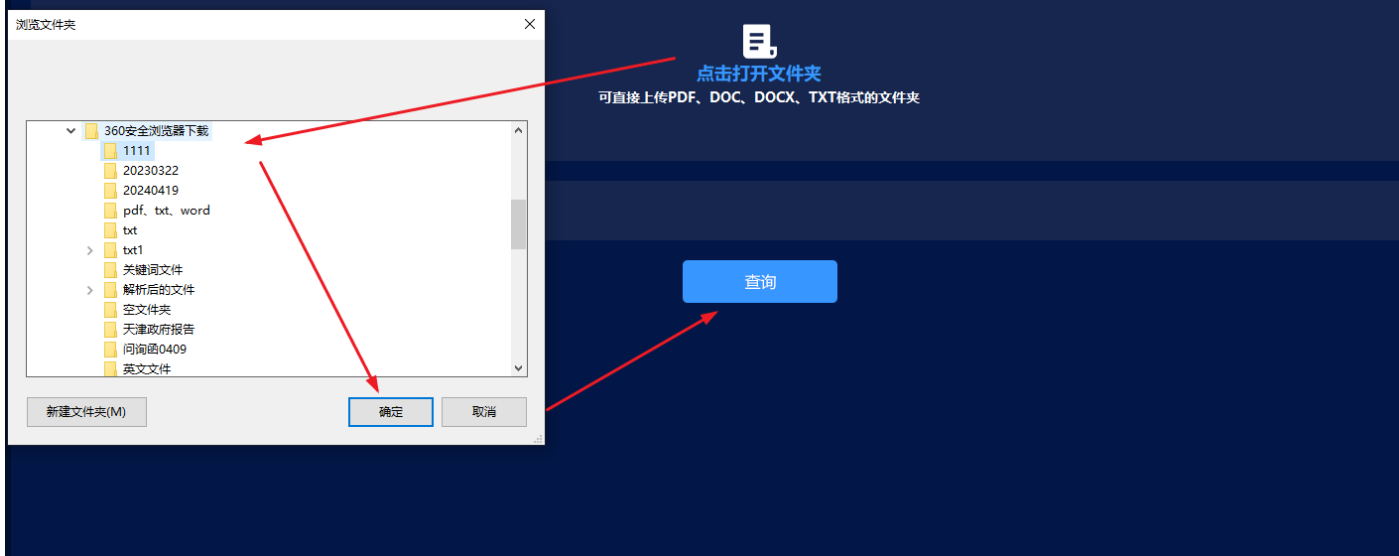 浏览文件夹
360安全浏览器下载
1111
20230322
20240419
pdf、txt、word
txt
txt1
关键词文件
解析后的文件
空文件夹
天津政府报告
问询函0409
英文文件
新建文件夹(M)
确定
取消
点击打开文件夹
可直接上传PDF、DOC、DOCX、TXT格式的文件夹
查询